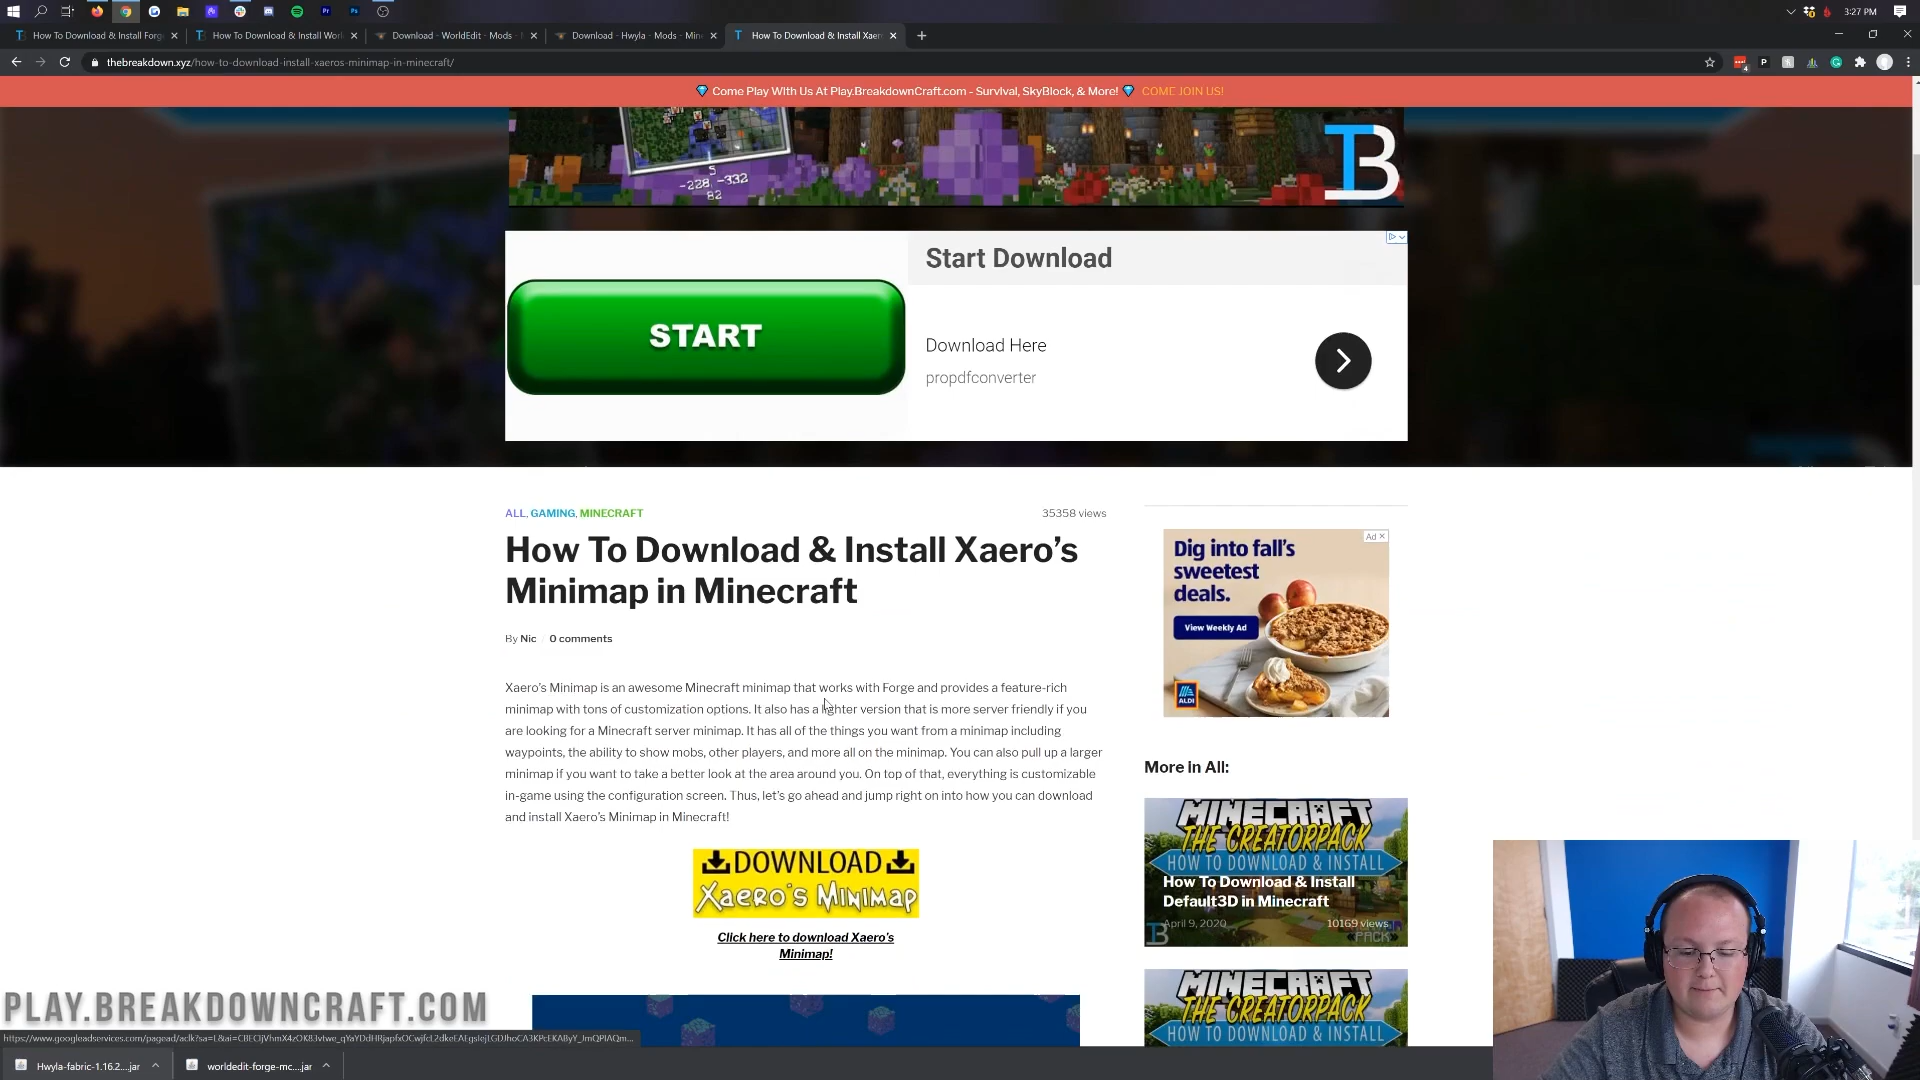 3:27 PM
How To Download & Install Forg
How To Download & Install Worl
Download - WorldEdit - Mods -
Download - Hwyla - Mods - Min
How To Download & Install Xaer
thebreakdown.xyz/how-to-download-install-xaeros-minimap-in-minecraft/
Come Play With Us At Play.BreakdownCraft.com - Survival, SkyBlock, & More! COME JOIN US!
S
-228, -332
82
TB
START
Start Download
Download Here
propdfconverter
ALL, GAMING, MINECRAFT
35358 views
How To Download & Install Xaero's
Minimap in Minecraft
By Nic
0 comments
Xaero's Minimap is an awesome Minecraft minimap that works with Forge and provides a feature-rich
minimap with tons of customization options. It also has a lighter version that is more server friendly if you
are looking for a Minecraft server minimap. It has all of the things you want from a minimap including
waypoints, the ability to show mobs, other players, and more all on the minimap. You can also pull up a larger
minimap if you want to take a better look at the area around you. On top of that, everything is customizable
in-game using the configuration screen. Thus, let's go ahead and jump right on into how you can download
and install Xaero's Minimap in Minecraft!
DOWNLOAD
Xaero's Minimap
Click here to download Xaero's
Minimap!
Ad
Dig into fall's
sweetest
deals.
View Weekly Ad
ALDI
More in All:
MINECRAFT
THE CREATORPACK
HOW TO DOWNLOAD & INSTALL
How To Download & Install
Default3D in Minecraft
April 9, 2020
10169 views
PACK
MINECRAFT
THE CREATORPACK
HOW TO DOWNLOAD & INSTALL
PLAY.BREAKDOWNCRAFT.COM
Hwyla-fabric-1.16.2....jar
worldedit-forge-mc....jar